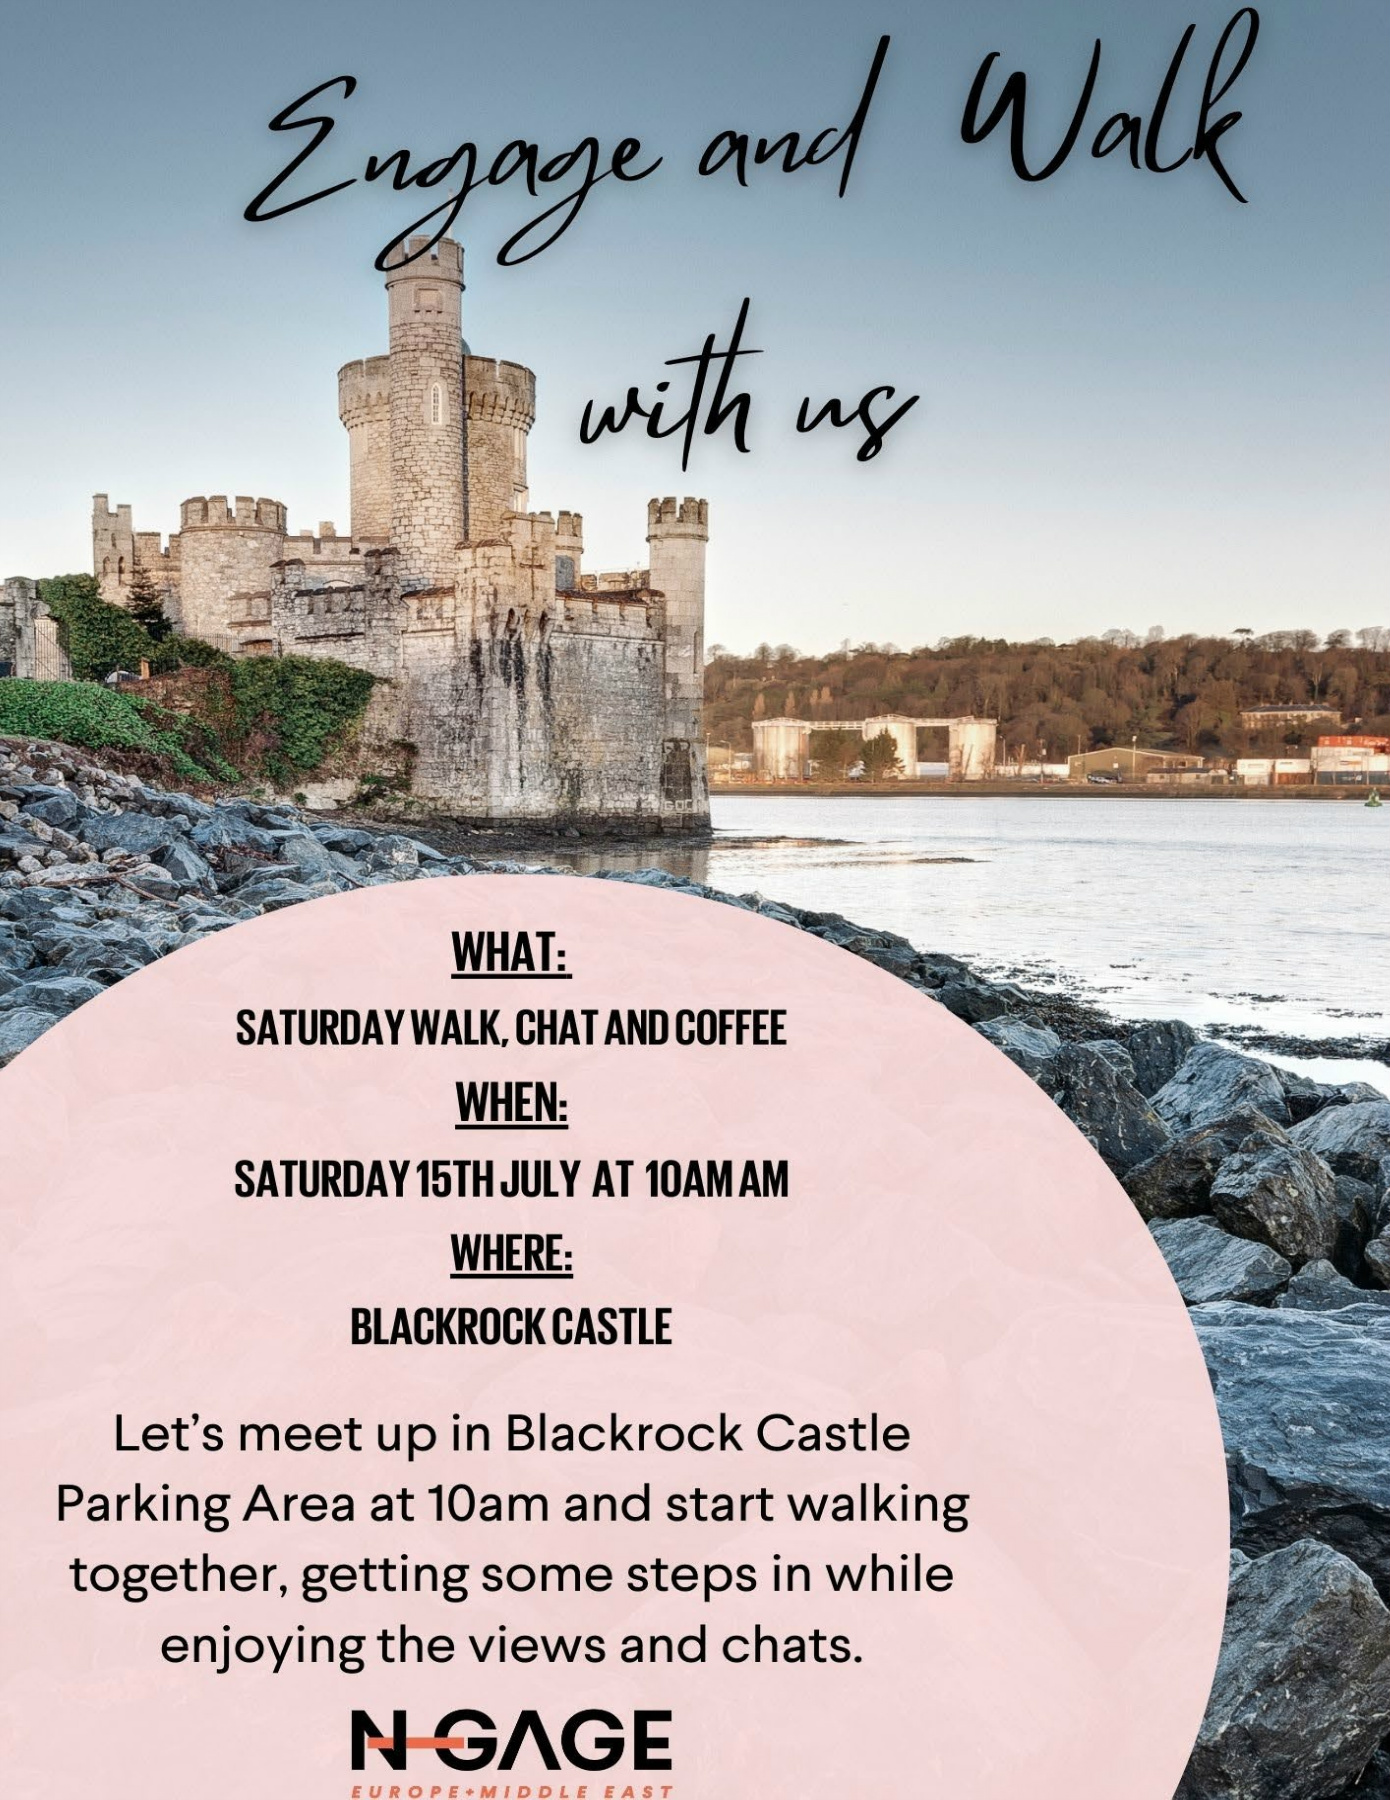 Engage and Walk
with us
WHAT:
SATURDAY WALK, CHAT AND COFFEE
WHEN:
SATURDAY 15TH JULY AT 10AM AM
WHERE:
BLACKROCK CASTLE
Let’s meet up in Blackrock Castle
Parking Area at 10am and start walking
together, getting some steps in while
enjoying the views and chats.
N-GAGE
EUROPE+MIDDLE EAST